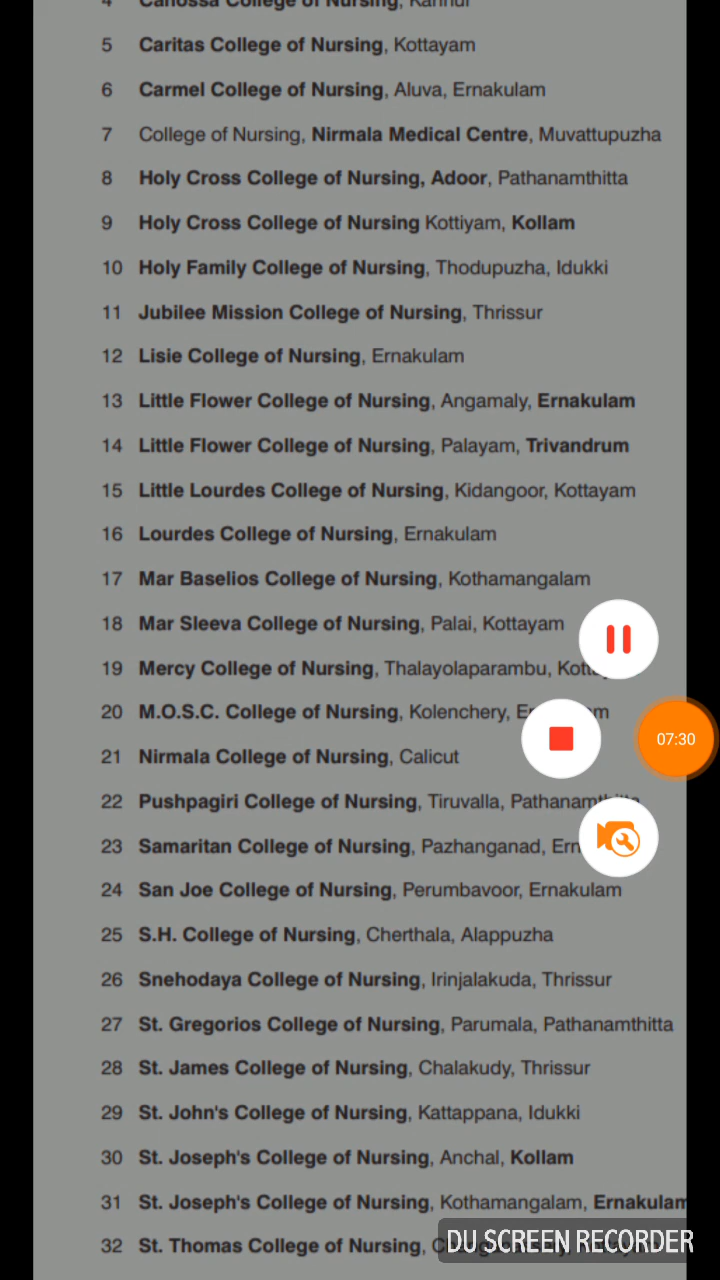 4 Canossa College of Nursing, Kannur
5 Caritas College of Nursing, Kottayam
6 Carmel College of Nursing, Aluva, Ernakulam
7 College of Nursing, Nirmala Medical Centre, Muvattupuzha
8 Holy Cross College of Nursing, Adoor, Pathanamthitta
9 Holy Cross College of Nursing Kottiyam, Kollam
10 Holy Family College of Nursing, Thodupuzha, Idukki
11 Jubilee Mission College of Nursing, Thrissur
12 Lisie College of Nursing, Ernakulam
13 Little Flower College of Nursing, Angamaly, Ernakulam
14 Little Flower College of Nursing, Palayam, Trivandrum
15 Little Lourdes College of Nursing, Kidangoor, Kottayam
16 Lourdes College of Nursing, Ernakulam
17 Mar Baselios College of Nursing, Kothamangalam
18 Mar Sleeva College of Nursing, Palai, Kottayam
19 Mercy College of Nursing, Thalayolaparambu,
20 M.O.S.C. College of Nursing, Kolenchery,
21 Nirmala College of Nursing, Calicut
07:30
22 Pushpagiri College of Nursing, Tiruvalla, Pathanamthitta
23 Samaritan College of Nursing, Pazhanganad,
24 San Joe College of Nursing, Perumbavoor, Ernakulam
25 S.H. College of Nursing, Cherthala, Alappuzha
26 Snehodaya College of Nursing, Irinjalakuda, Thrissur
27 St. Gregorios College of Nursing, Parumala, Pathanamthitta
28 St. James College of Nursing, Chalakudy, Thrissur
29 St. John's College of Nursing, Kattappana, Idukki
30 St. Joseph's College of Nursing, Anchal, Kollam
31 St. Joseph's College of Nursing, Kothamangalam, Ernakulam
32 St. Thomas College of Nursing,
DU SCREEN RECORDER